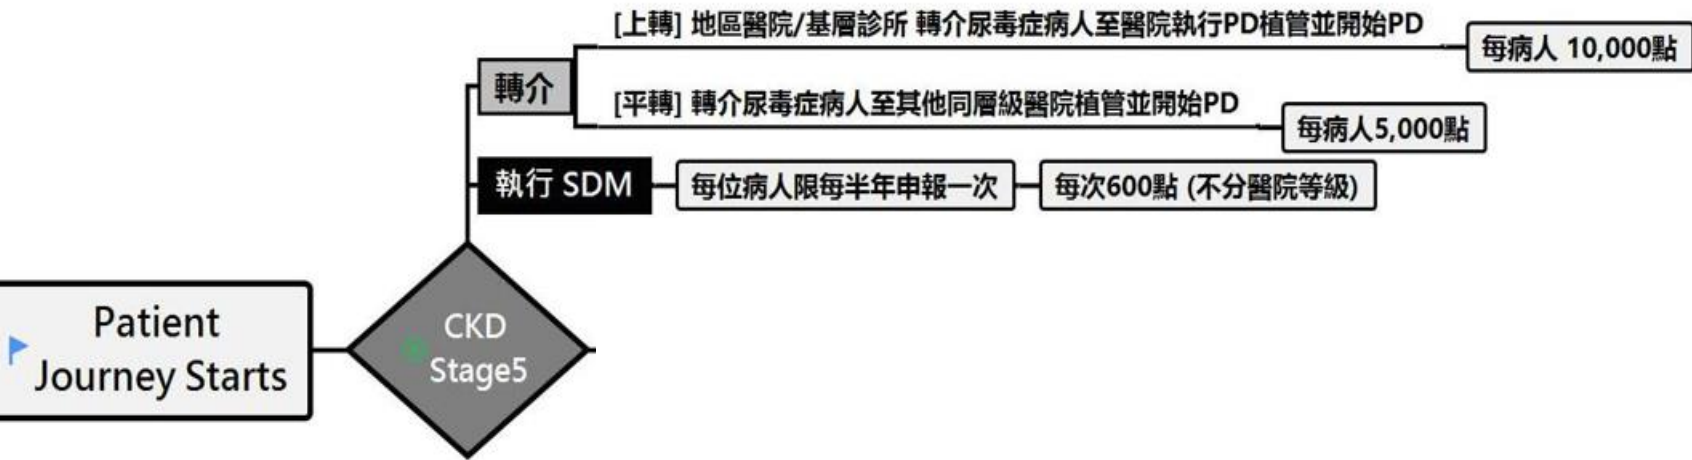 [上轉] 地區醫院/基層診所 轉介尿毒症病人至醫院執行PD植管並開始PD
每病人 10,000點
轉介
[平轉] 轉介尿毒症病人至其他同層級醫院植管並開始PD
每病人5,000點
執行 SDM
每位病人限每半年申報一次
每次600點 (不分醫院等級)
Patient
Journey Starts
CKD
Stage5